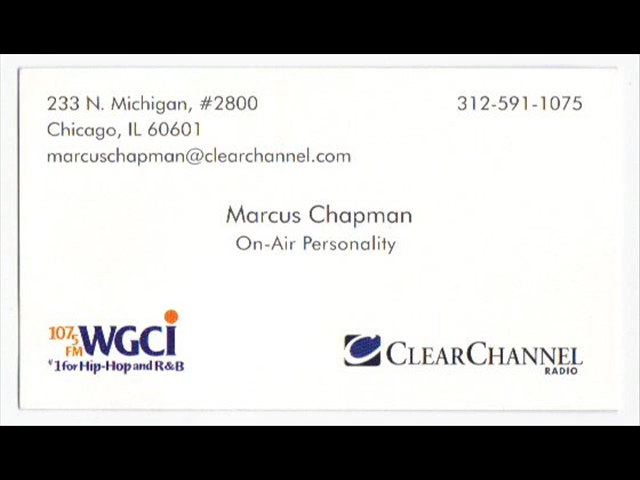 233 N. Michigan, #2800
312-591-1075
Chicago, IL 60601
marcuschapman@clearchannel.com
Marcus Chapman
On-Air Personality
107.5
FM
WGCI
#1 for Hip-Hop and R&B
CLEARCHANNEL
RADIO